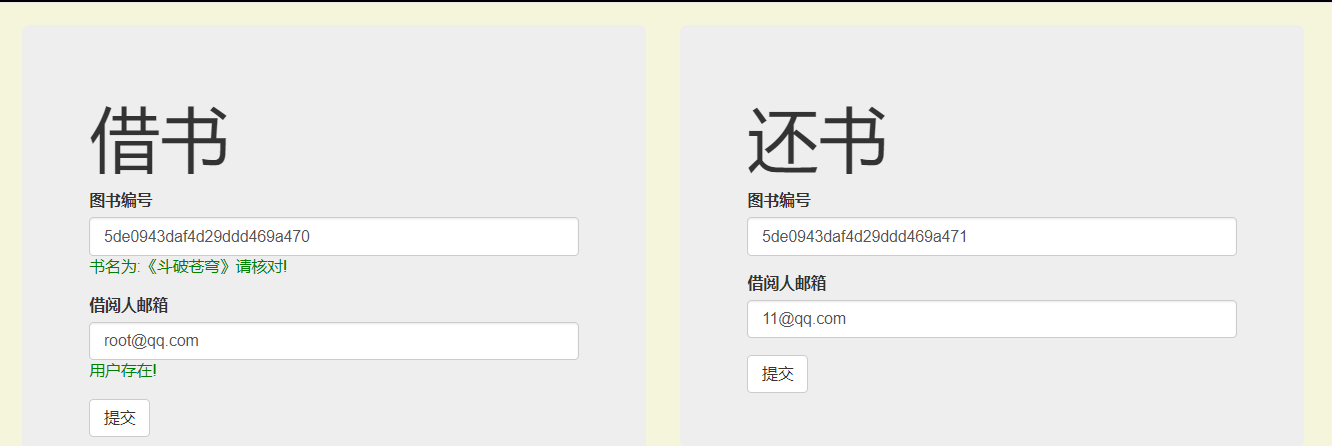 借书
图书编号
5de0943daf4d29ddd469a470
书名为:《斗破苍穹》请核对!
借阅人邮箱
root@qq.com
用户存在!
提交
还书
图书编号
5de0943daf4d29ddd469a471
借阅人邮箱
11@qq.com
提交